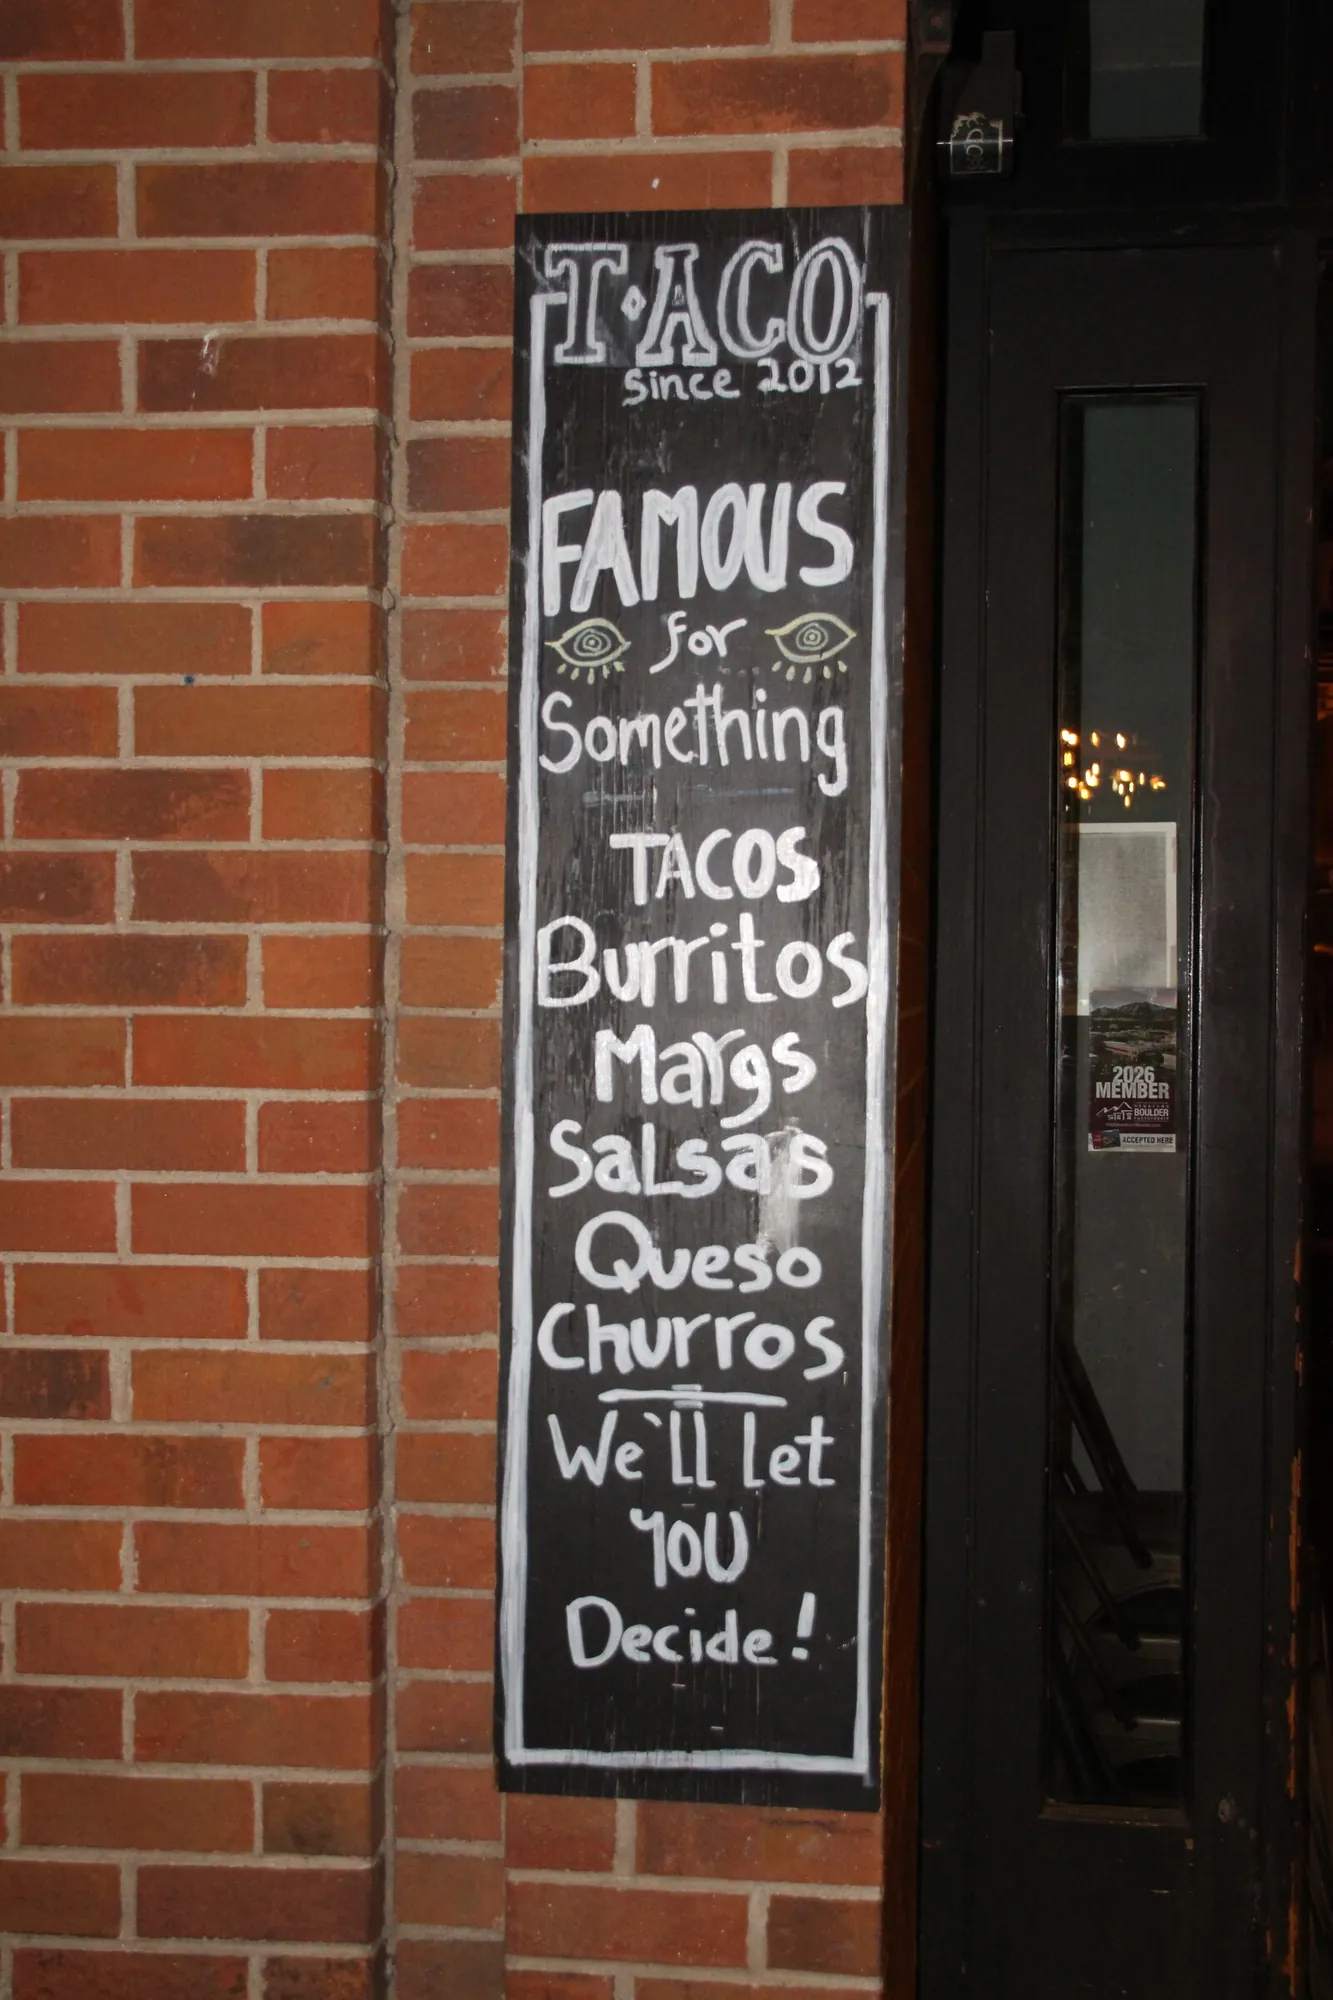 T·ACO
since 2012
FAMOUS
for
Something
TACOS
Burritos
Margs
Salsas
Queso
Churros
We'll let
YOU
Decide!
2026
MEMBER
BOULDER
ACCEPTED HERE